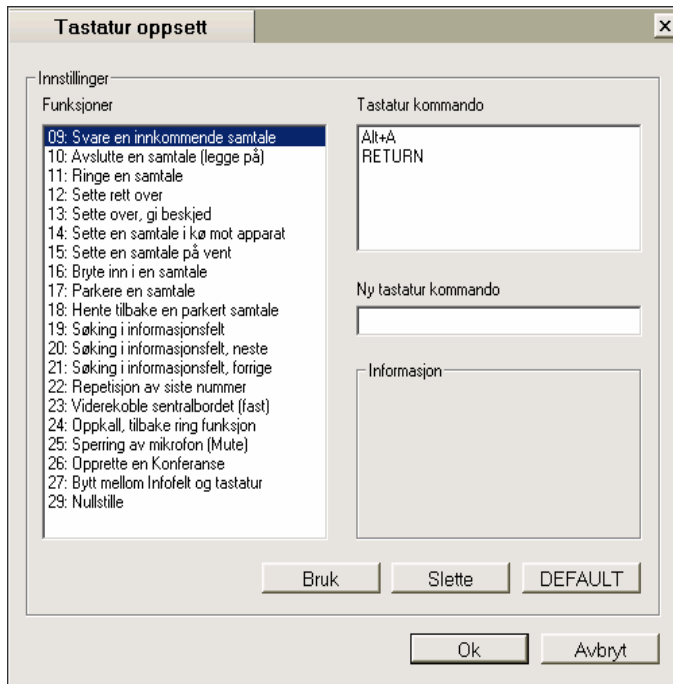 Tastatur oppsett
Innstillinger
Funksjoner
09: Svare en innkommende samtale
10: Avslutte en samtale (legge på)
11: Ringe en samtale
12: Sette rett over
13: Sette over, gi beskjed
14: Sette en samtale i kø mot apparat
15: Sette en samtale på vent
16: Bryte inn i en samtale
17: Parkere en samtale
18: Hente tilbake en parkert samtale
19: Søking i informasjonsfelt
20: Søking i informasjonsfelt, neste
21: Søking i informasjonsfelt, forrige
22: Repetisjon av siste nummer
23: Viderekoble sentralbordet (fast)
24: Oppkall, tilbake ring funksjon
25: Sperring av mikrofon (Mute)
26: Opprette en Konferanse
27: Bytt mellom Infofelt og tastatur
29: Nullstille
Tastatur kommando
Alt+A
RETURN
Ny tastatur kommando
Informasjon
Bruk
Slette
DEFAULT
Ok
Avbryt